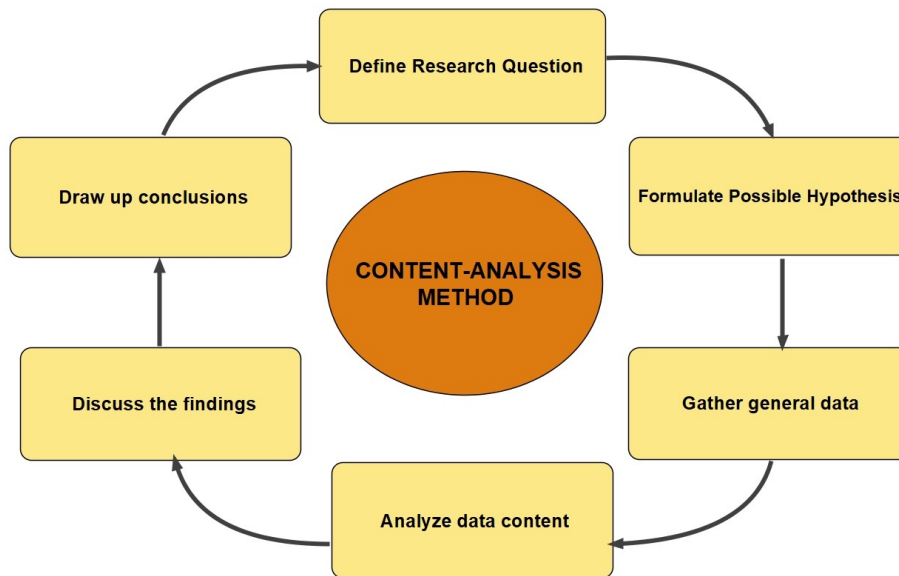 Define Research Question
Formulate Possible Hypothesis
Gather general data
Analyze data content
Discuss the findings
Draw up conclusions
CONTENT-ANALYSIS
METHOD